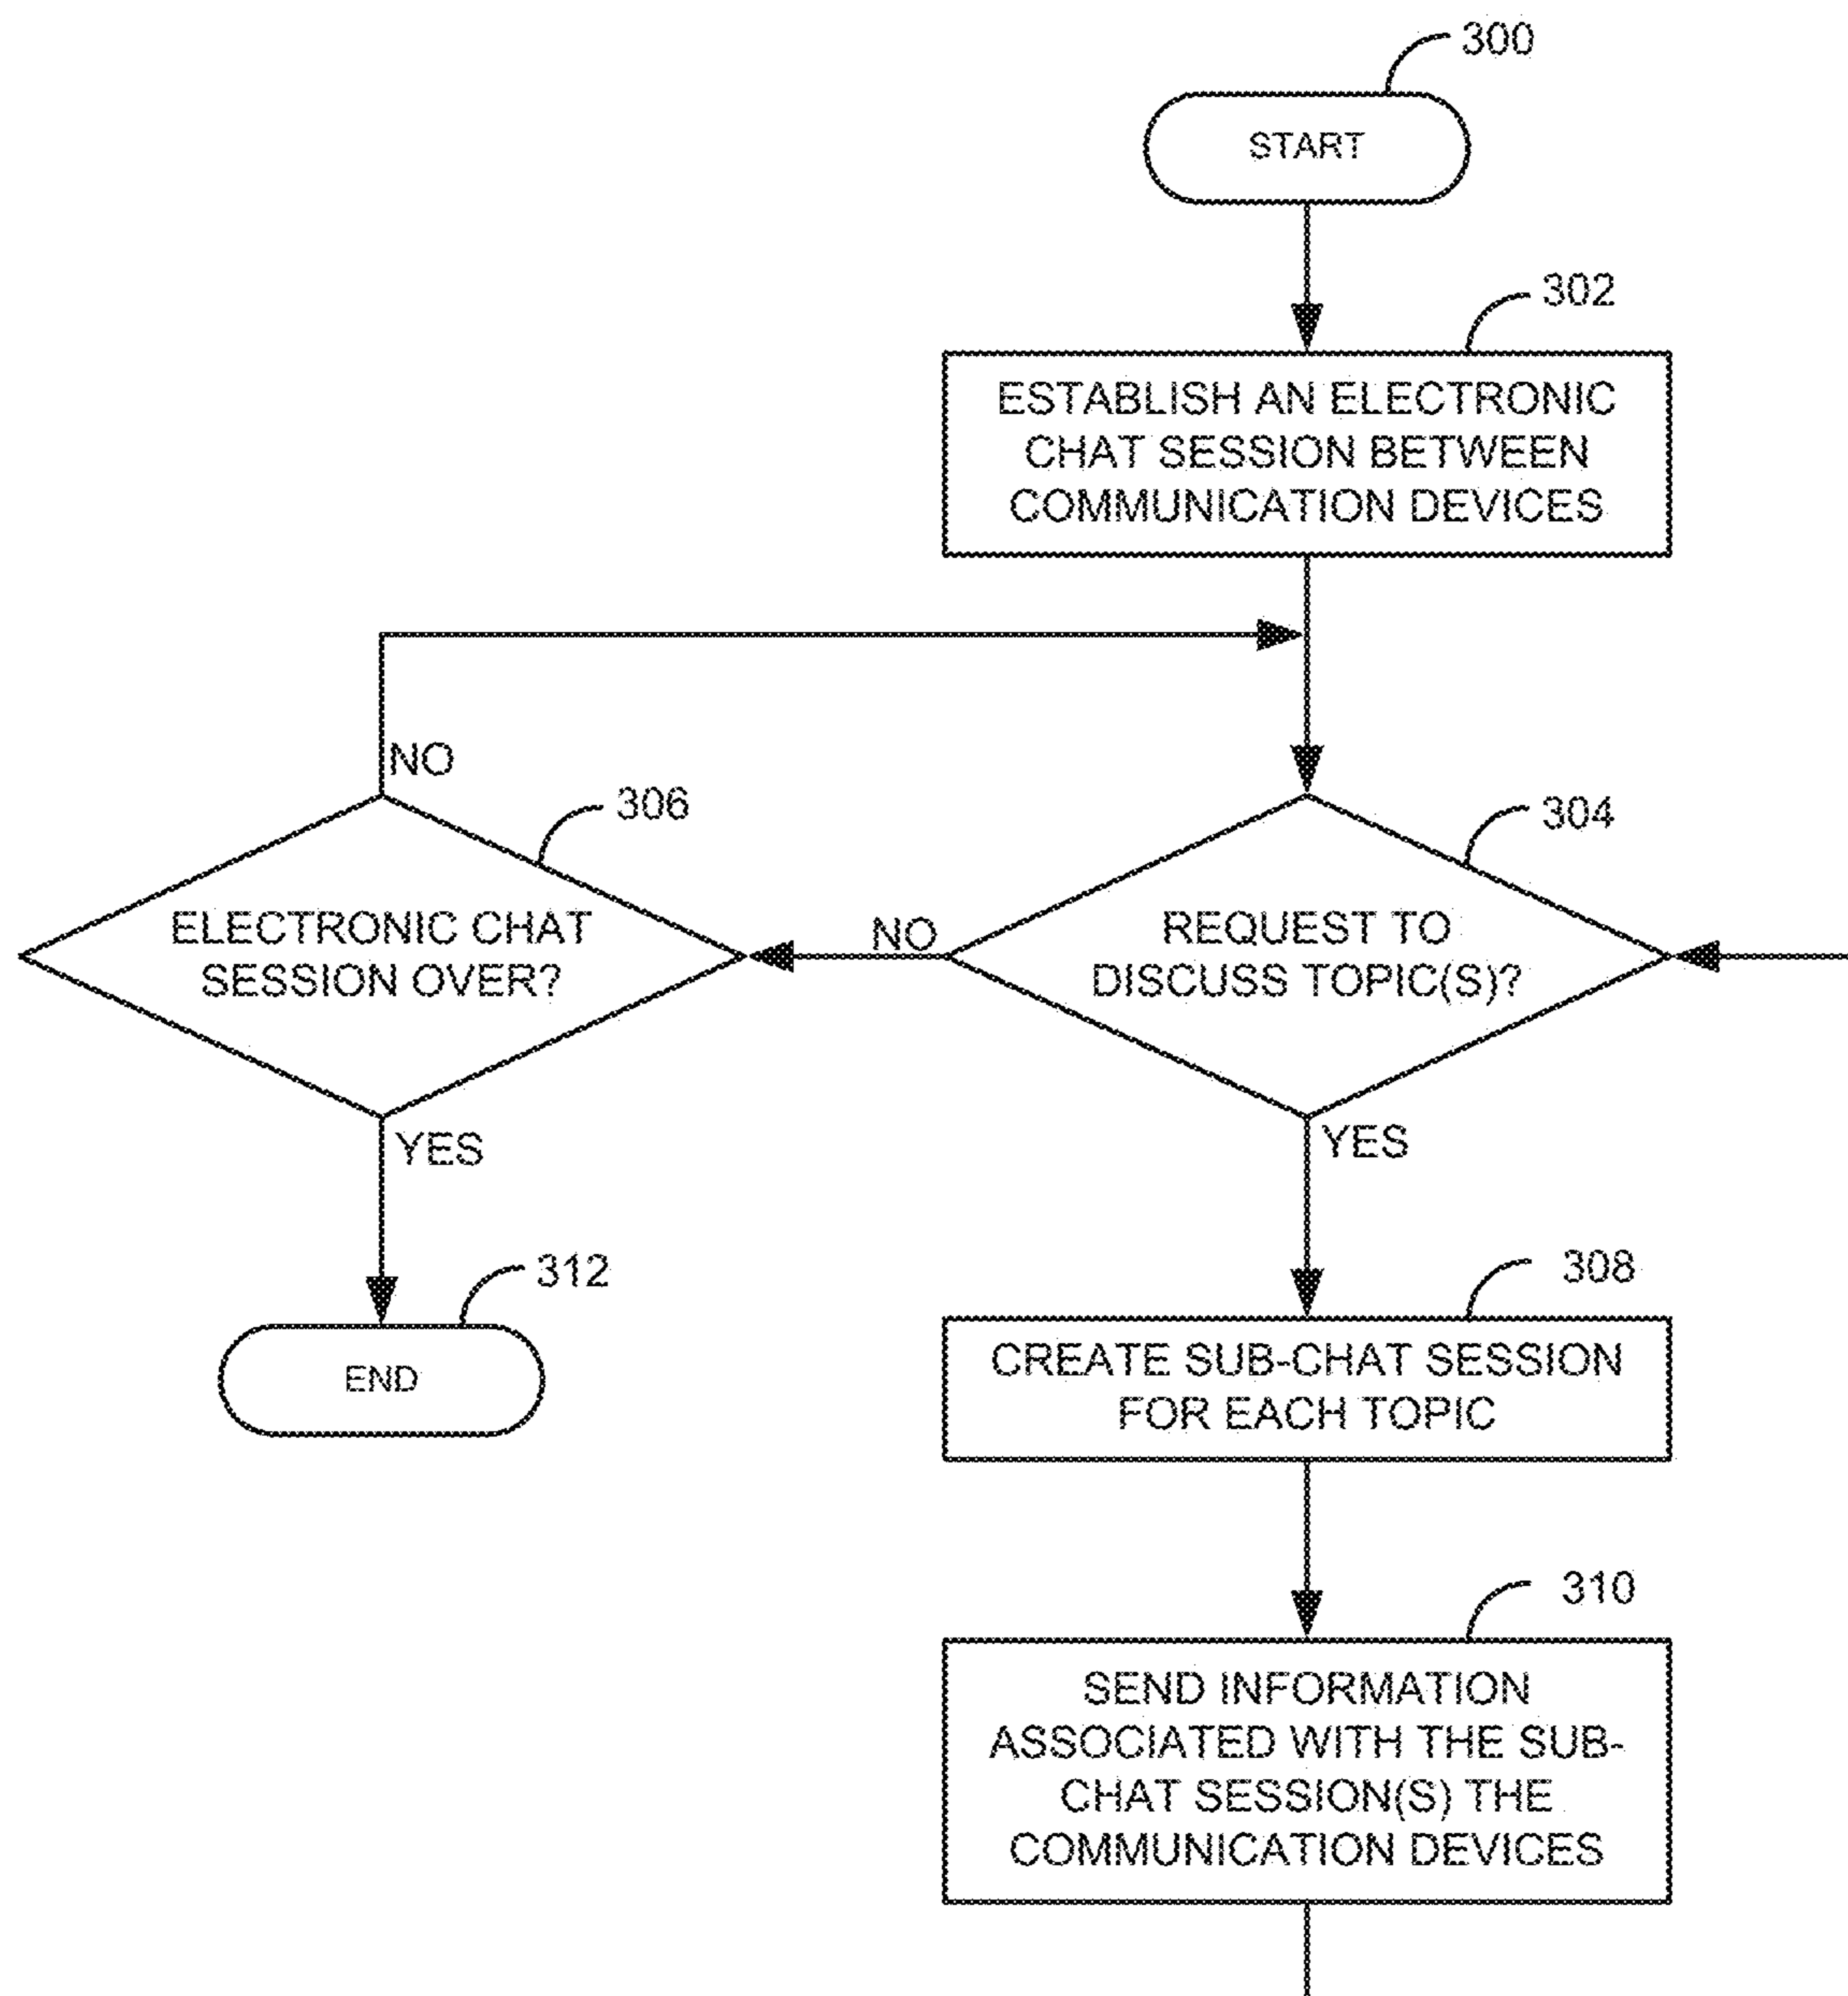 300
START
302
ESTABLISH AN ELECTRONIC
CHAT SESSION BETWEEN
COMMUNICATION DEVICES
NO
306
304
ELECTRONIC CHAT
SESSION OVER?
NO
REQUEST TO
DISCUSS TOPIC(S)?
YES
YES
312
END
308
CREATE SUB-CHAT SESSION
FOR EACH TOPIC
310
SEND INFORMATION
ASSOCIATED WITH THE SUB-
CHAT SESSION(S) THE
COMMUNICATION DEVICES